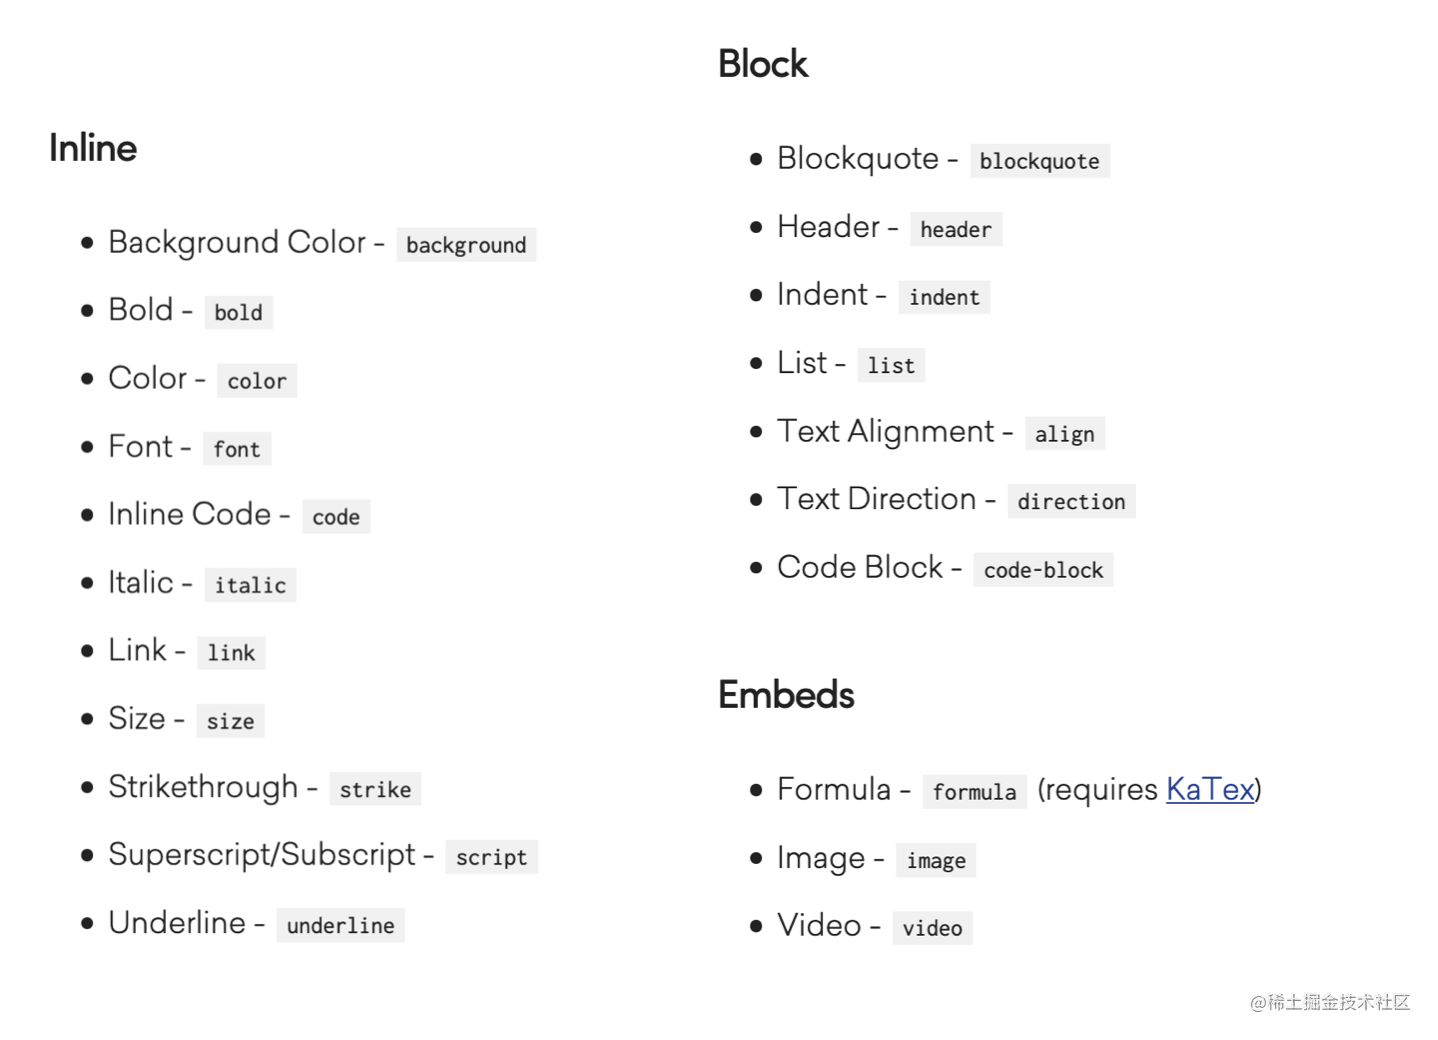 Inline
Background Color - background
Bold - bold
Color - color
Font - font
Inline Code - code
Italic - italic
Link - link
Size - size
Strikethrough - strike
Superscript/Subscript - script
Underline - underline
Block
Blockquote - blockquote
Header - header
Indent - indent
List - list
Text Alignment - align
Text Direction - direction
Code Block - code-block
Embeds
Formula - formula (requires KaTex)
Image - image
Video - video
@稀土掘金技术社区